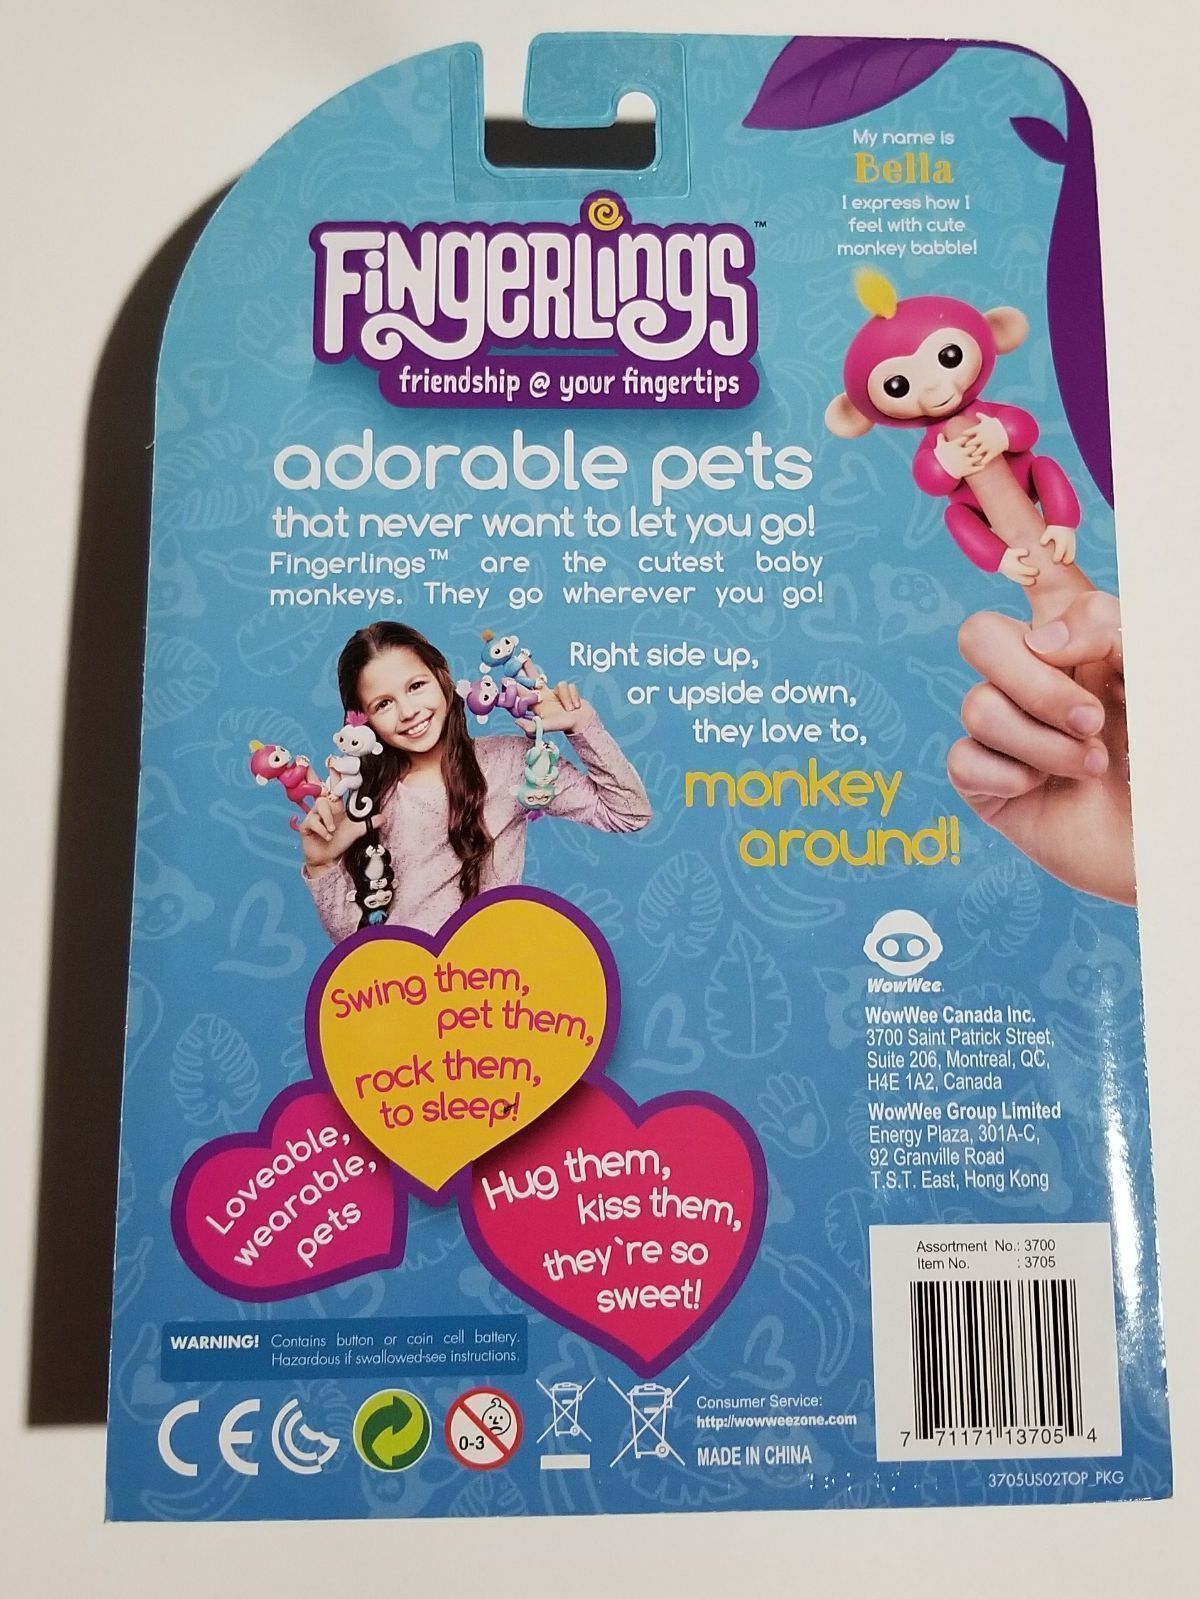 My name is
Bella
I express how I
feel with cute
monkey babble!
FiNgeRLiNgs™
friendship @ your fingertips
adorable pets
that never want to let you go!
Fingerlings™ are the cutest baby
monkeys. They go wherever you go!
Right side up,
or upside down,
they love to,
monkey
around!
Swing them,
pet them,
rock them,
to sleep!
Loveable,
wearable,
pets
Hug them,
kiss them,
they`re so
sweet!
WowWee
WowWee Canada Inc.
3700 Saint Patrick Street,
Suite 206, Montreal, QC,
H4E 1A2, Canada
WowWee Group Limited
Energy Plaza, 301A-C,
92 Granville Road
T.S.T. East, Hong Kong
Assortment No.: 3700
Item No. : 3705
7 71171 13705 4
WARNING! Contains button or coin cell battery.
Hazardous if swallowed-see instructions.
CE
0-3
Consumer Service:
http://wowweezone.com
MADE IN CHINA
3705US02TOP_PKG